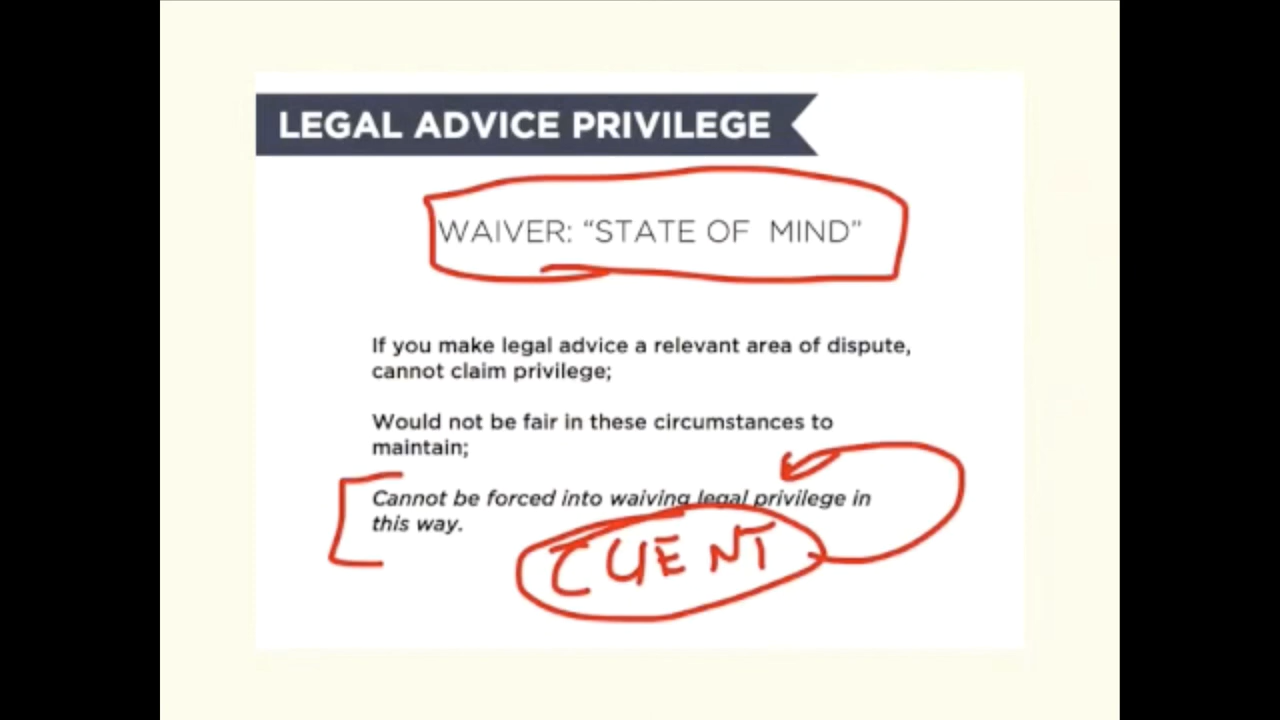 LEGAL ADVICE PRIVILEGE
WAIVER: “STATE OF  MIND”
If you make legal advice a relevant area of dispute,
cannot claim privilege;
Would not be fair in these circumstances to
maintain;
Cannot be forced into waiving legal privilege in
this way.
CLIENT